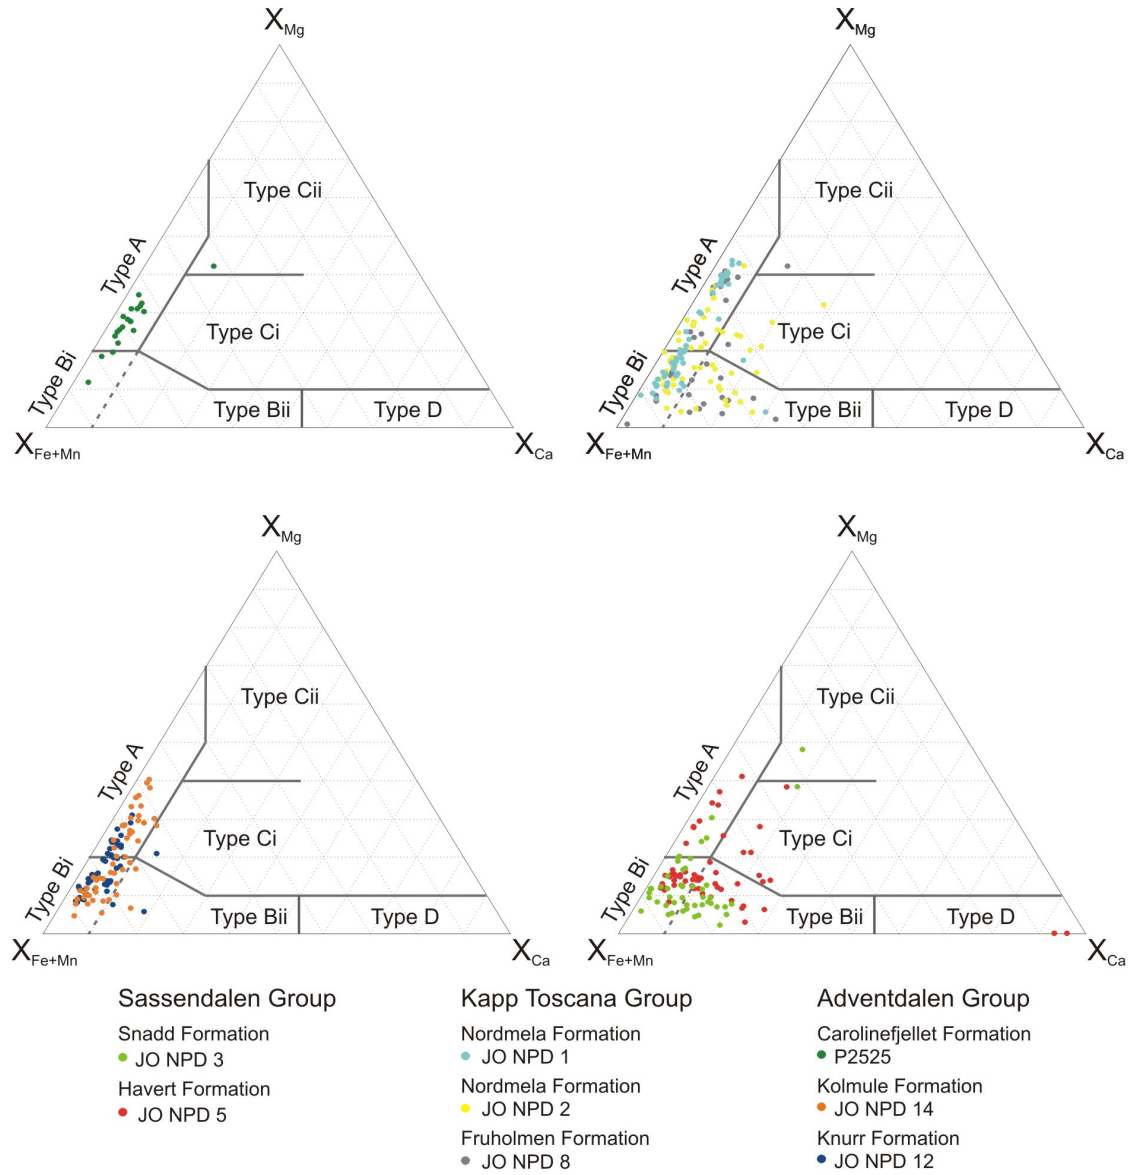 XMg
XMg
Type Cii
Type Cii
Type A
Type A
Type Ci
Type Ci
Type Bi
Type Bi
Type Bii
Type D
Type Bii
Type D
XFe+Mn
XCa
XFe+Mn
XCa
XMg
XMg
Type Cii
Type Cii
Type A
Type A
Type Ci
Type Ci
Type Bi
Type Bi
Type Bii
Type D
Type Bii
Type D
XFe+Mn
XCa
XFe+Mn
XCa
Sassendalen Group
Snadd Formation
JO NPD 3
Havert Formation
JO NPD 5
Kapp Toscana Group
Nordmela Formation
JO NPD 1
Nordmela Formation
JO NPD 2
Fruholmen Formation
JO NPD 8
Adventdalen Group
Carolinefjellet Formation
P2525
Kolmule Formation
JO NPD 14
Knurr Formation
JO NPD 12